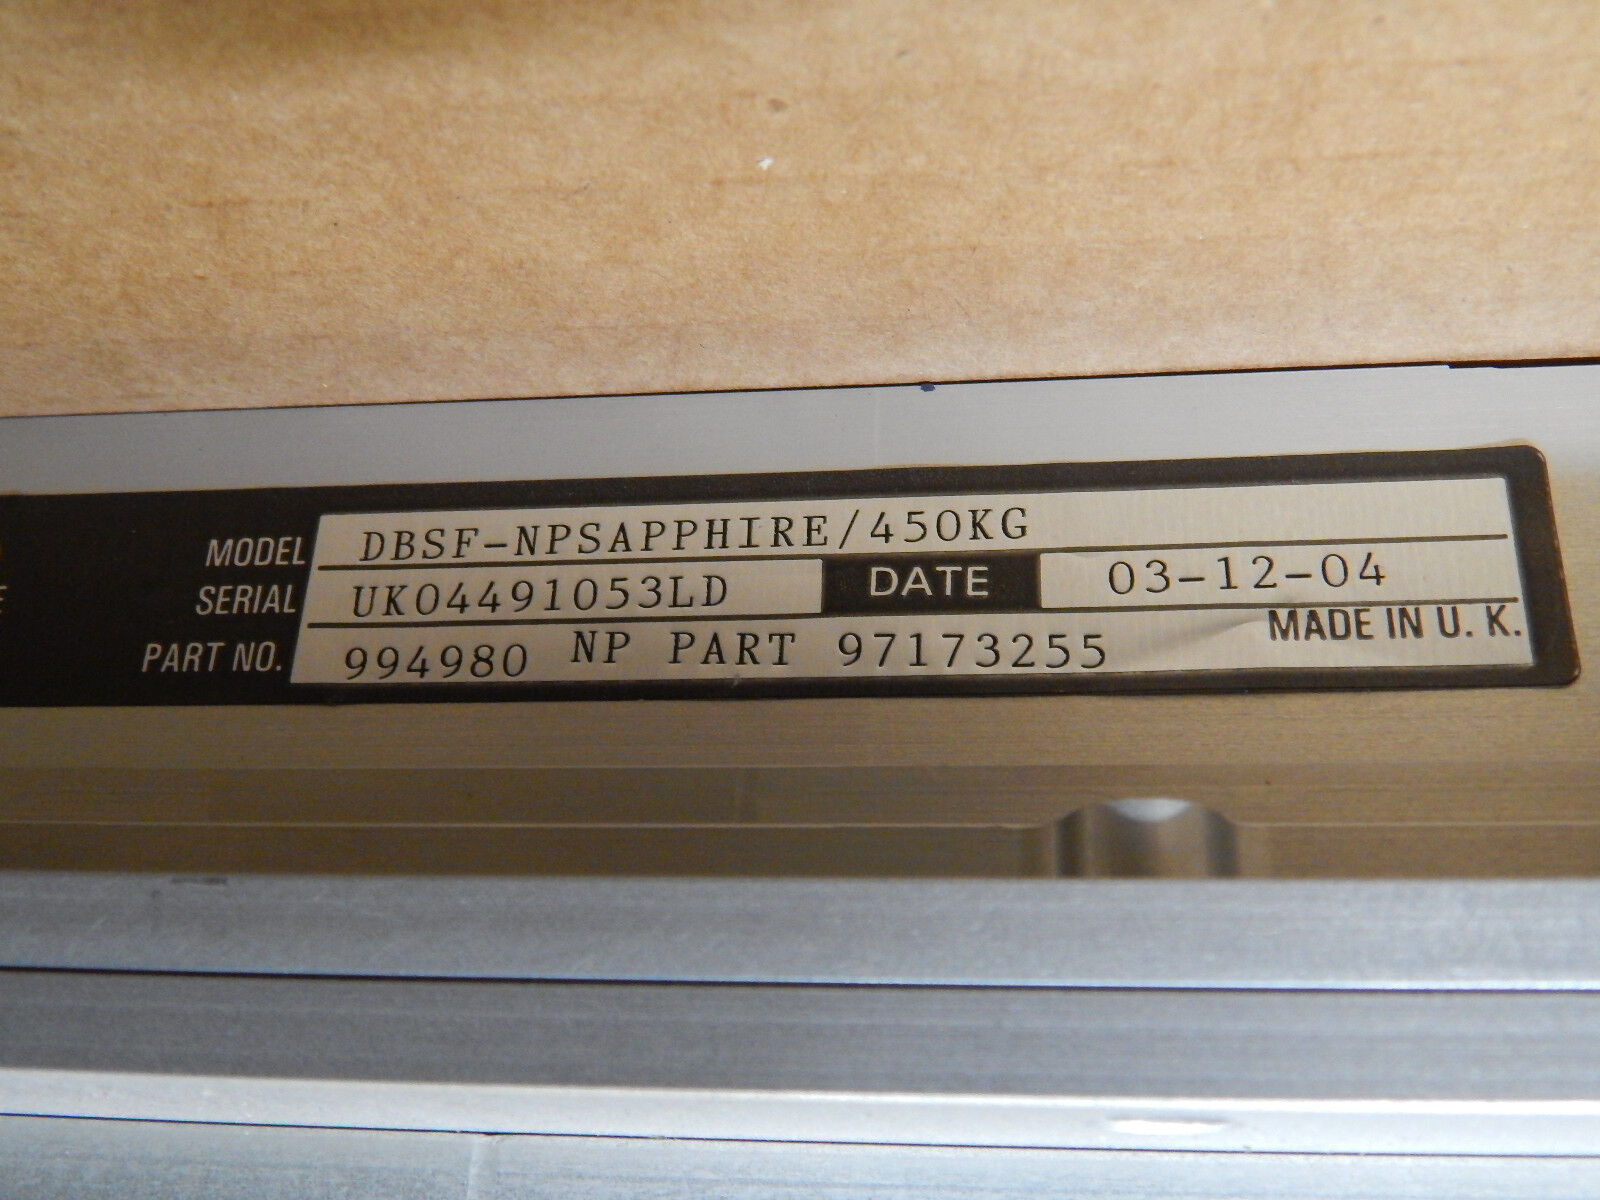 MODEL DBSF-NPSAPPHIRE/450KG
SERIAL UK04491053LD DATE 03-12-04
PART NO. 994980 NP PART 97173255 MADE IN U. K.